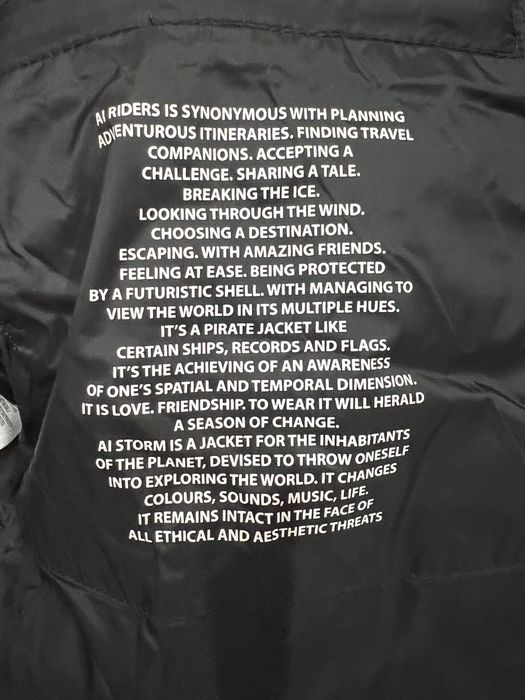 AI RIDERS IS SYNONYMOUS WITH PLANNING
ADVENTUROUS ITINERARIES. FINDING TRAVEL
COMPANIONS. ACCEPTING A
CHALLENGE. SHARING A TALE.
BREAKING THE ICE.
LOOKING THROUGH THE WIND.
CHOOSING A DESTINATION.
ESCAPING. WITH AMAZING FRIENDS.
FEELING AT EASE. BEING PROTECTED
BY A FUTURISTIC SHELL. WITH MANAGING TO
VIEW THE WORLD IN ITS MULTIPLE HUES.
IT'S A PIRATE JACKET LIKE
CERTAIN SHIPS, RECORDS AND FLAGS.
IT'S THE ACHIEVING OF AN AWARENESS
OF ONE'S SPATIAL AND TEMPORAL DIMENSION.
IT IS LOVE. FRIENDSHIP. TO WEAR IT WILL HERALD
A SEASON OF CHANGE.
AI STORM IS A JACKET FOR THE INHABITANTS
OF THE PLANET, DEVISED TO THROW ONESELF
INTO EXPLORING THE WORLD. IT CHANGES
COLOURS, SOUNDS, MUSIC, LIFE.
IT REMAINS INTACT IN THE FACE OF
ALL ETHICAL AND AESTHETIC THREATS